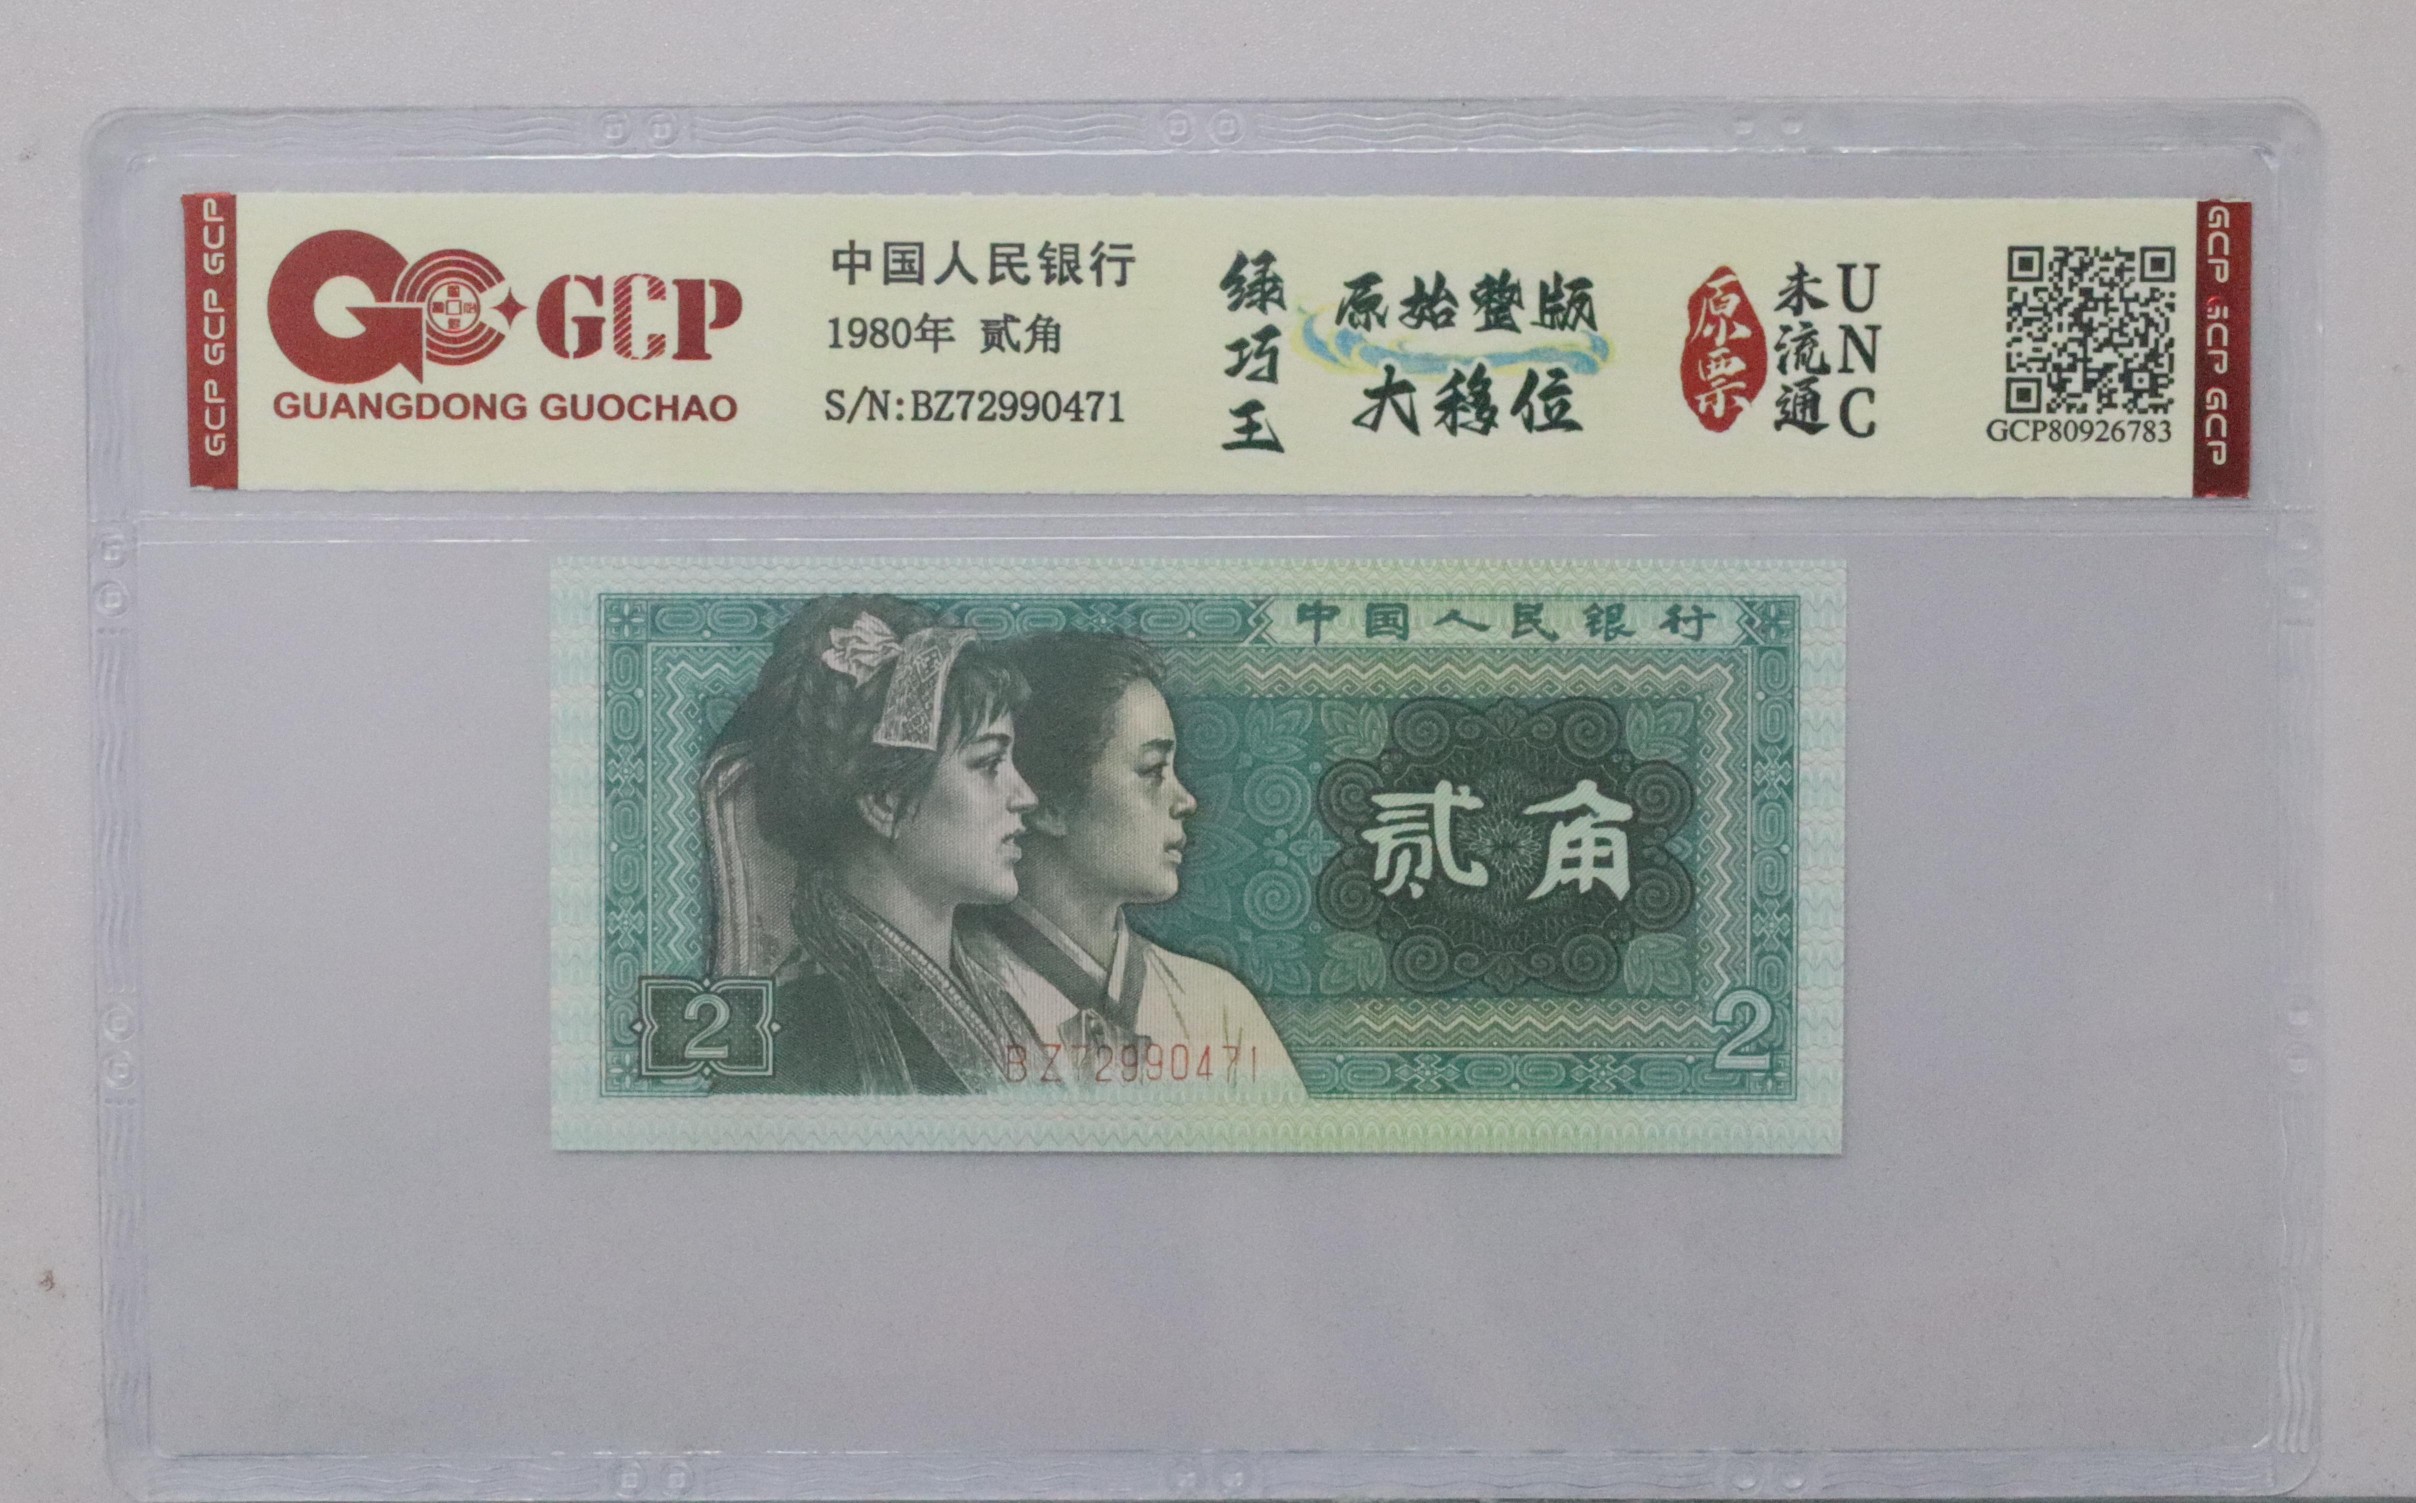 GCP GCP GCP
GCP
GUANGDONG GUOCHAO
中国人民银行
1980年 贰角
S/N:BZ72990471
绿巧王
原始整版
大移位
原票
未流通
UNC
GCP80926783
GCP GCP GCP
中国人民银行
贰角
2
2
BZ72990471